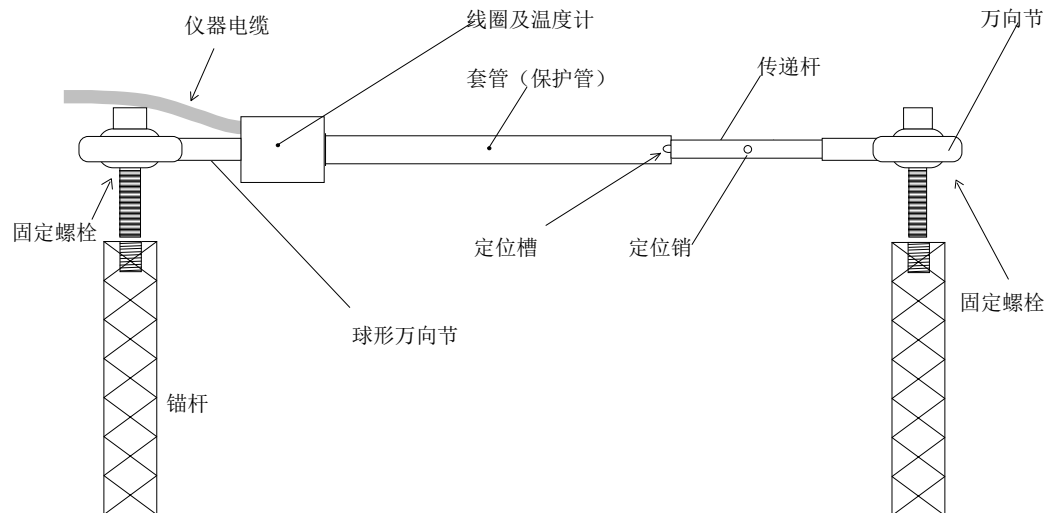 仪器电缆
线圈及温度计
万向节
套管（保护管）
传递杆
固定螺栓
定位槽
定位销
固定螺栓
球形万向节
锚杆